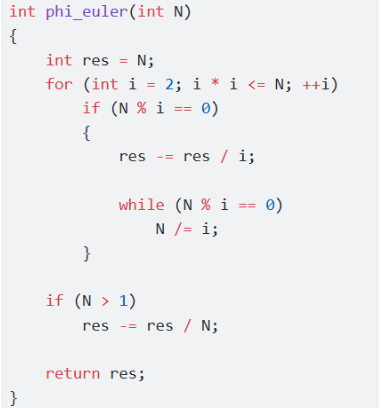 int phi_euler(int N)
{
    int res = N;
    for (int i = 2; i * i <= N; ++i)
        if (N % i == 0)
        {
            res -= res / i;

            while (N % i == 0)
                N /= i;
        }

    if (N > 1)
        res -= res / N;

    return res;
}